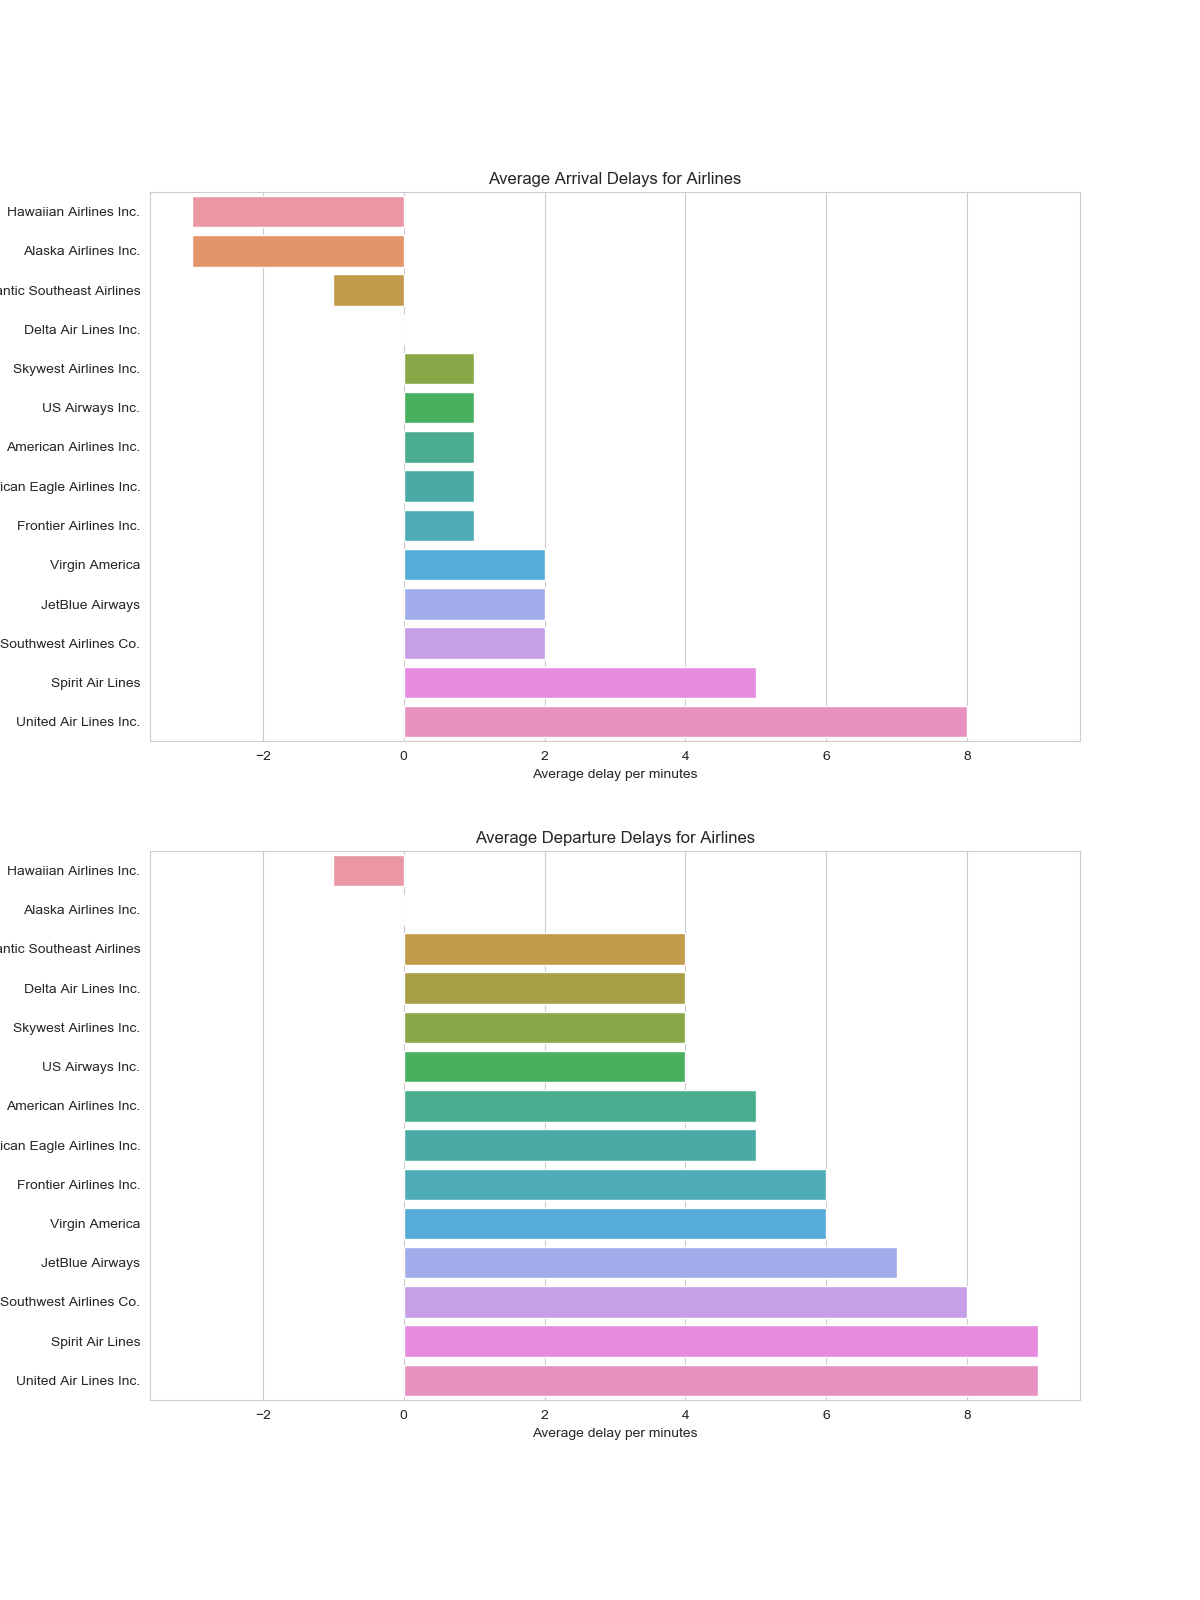 Average Arrival Delays for Airlines
Hawaiian Airlines Inc.
Alaska Airlines Inc.
Southeast Airlines
Delta Air Lines Inc.
Skywest Airlines Inc.
US Airways Inc.
American Airlines Inc.
Eagle Airlines Inc.
Frontier Airlines Inc.
Virgin America
JetBlue Airways
Southwest Airlines Co.
Spirit Air Lines
United Air Lines Inc.
−2 0 2 4 6 8
Average delay per minutes
Average Departure Delays for Airlines
Hawaiian Airlines Inc.
Alaska Airlines Inc.
Southeast Airlines
Delta Air Lines Inc.
Skywest Airlines Inc.
US Airways Inc.
American Airlines Inc.
Eagle Airlines Inc.
Frontier Airlines Inc.
Virgin America
JetBlue Airways
Southwest Airlines Co.
Spirit Air Lines
United Air Lines Inc.
−2 0 2 4 6 8
Average delay per minutes